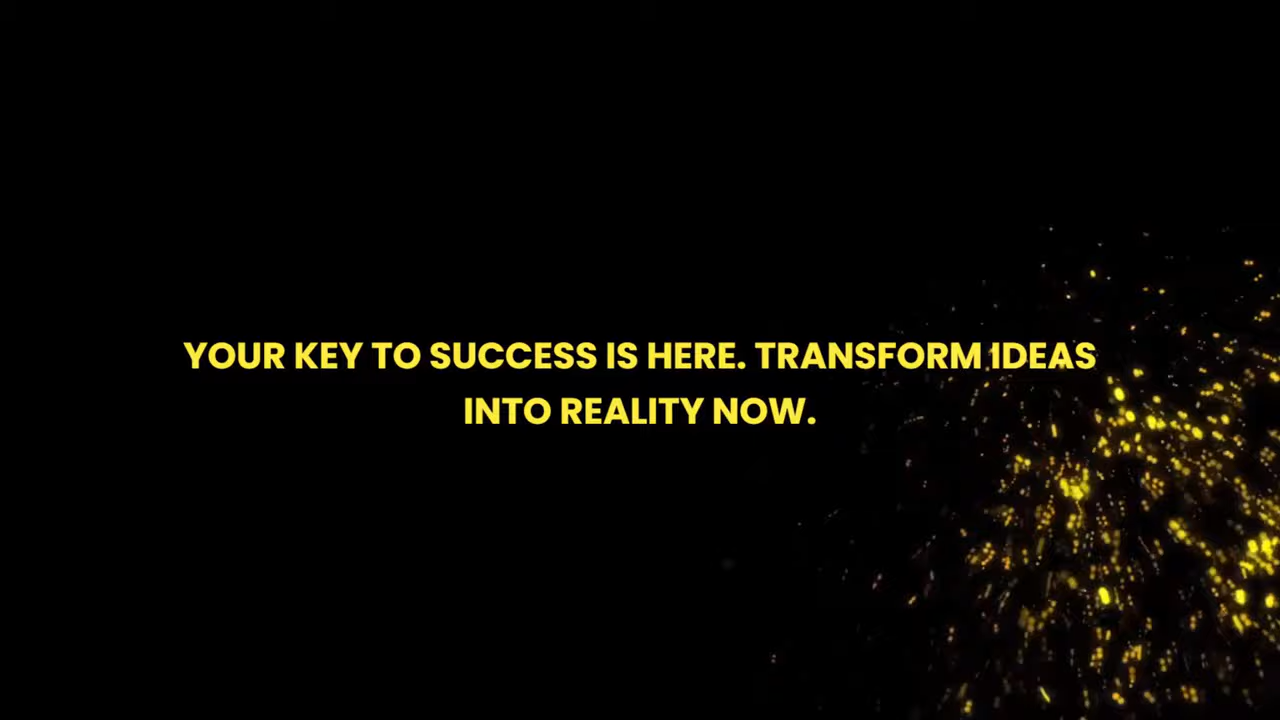 YOUR KEY TO SUCCESS IS HERE. TRANSFORM IDEAS
INTO REALITY NOW.